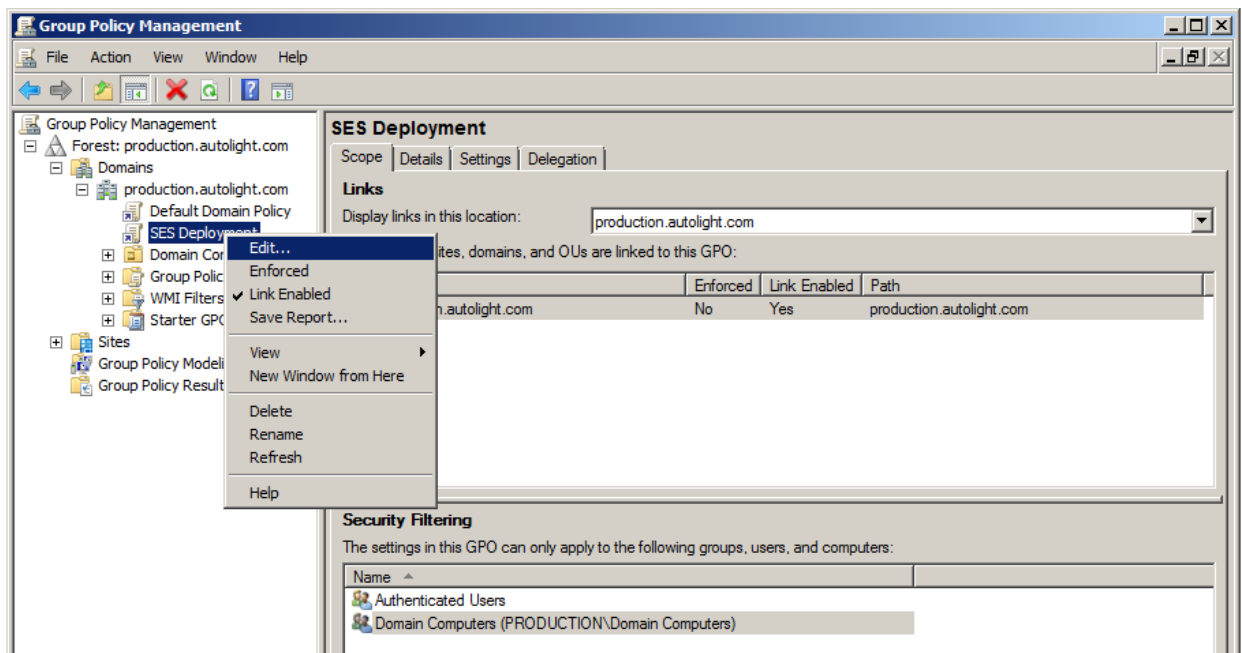 Group Policy Management
File Action View Window Help
Group Policy Management
Forest: production.autolight.com
Domains
production.autolight.com
Default Domain Policy
SES Deployment
Domain Cor
Group Polic
WMI Filters
Starter GPO
Sites
Group Policy Modeli
Group Policy Result
Edit...
Enforced
Link Enabled
Save Report...
View
New Window from Here
Delete
Rename
Refresh
Help
SES Deployment
Scope Details Settings Delegation
Links
Display links in this location: production.autolight.com
ites, domains, and OUs are linked to this GPO:
Enforced Link Enabled Path
n.autolight.com No Yes production.autolight.com
Security Filtering
The settings in this GPO can only apply to the following groups, users, and computers:
Name
Authenticated Users
Domain Computers (PRODUCTION\Domain Computers)